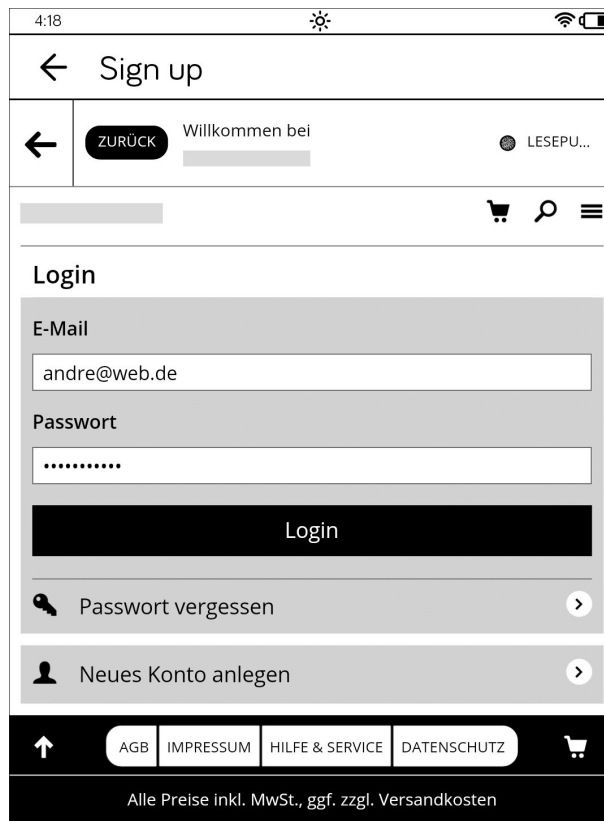 4:18
Sign up
ZURÜCK
Willkommen bei
LESEPU...
Login
E-Mail
andre@web.de
Passwort
•••••••••••
Login
Passwort vergessen
Neues Konto anlegen
AGB
IMPRESSUM
HILFE & SERVICE
DATENSCHUTZ
Alle Preise inkl. MwSt., ggf. zzgl. Versandkosten